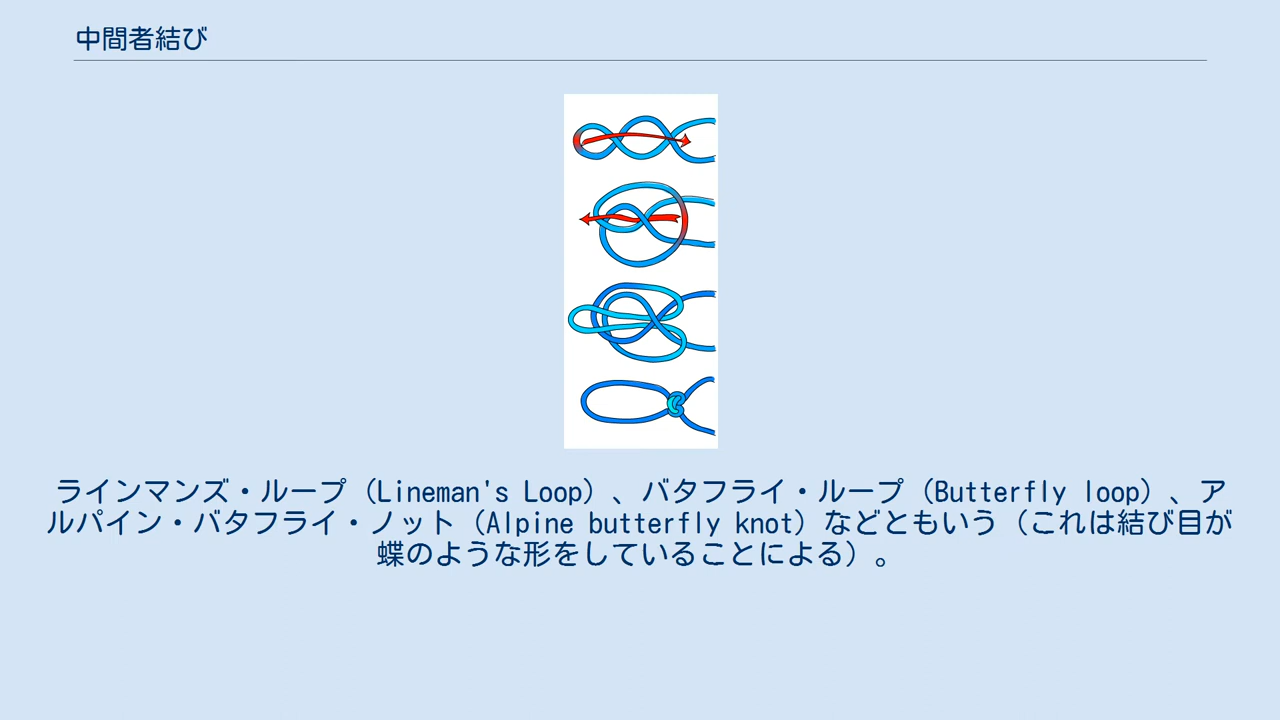 中間者結び
ラインマンズ・ループ（Lineman's Loop）、バタフライ・ループ（Butterfly loop）、ア
ルパイン・バタフライ・ノット（Alpine butterfly knot）などともいう（これは結び目が
蝶のような形をしていることによる）。